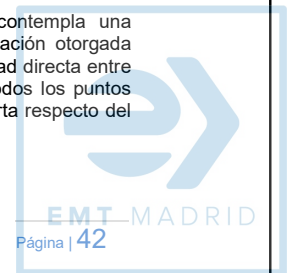 contempla una
ación otorgada
ad directa entre
odos los puntos
rta respecto del
EMT MADRID
Página | 42